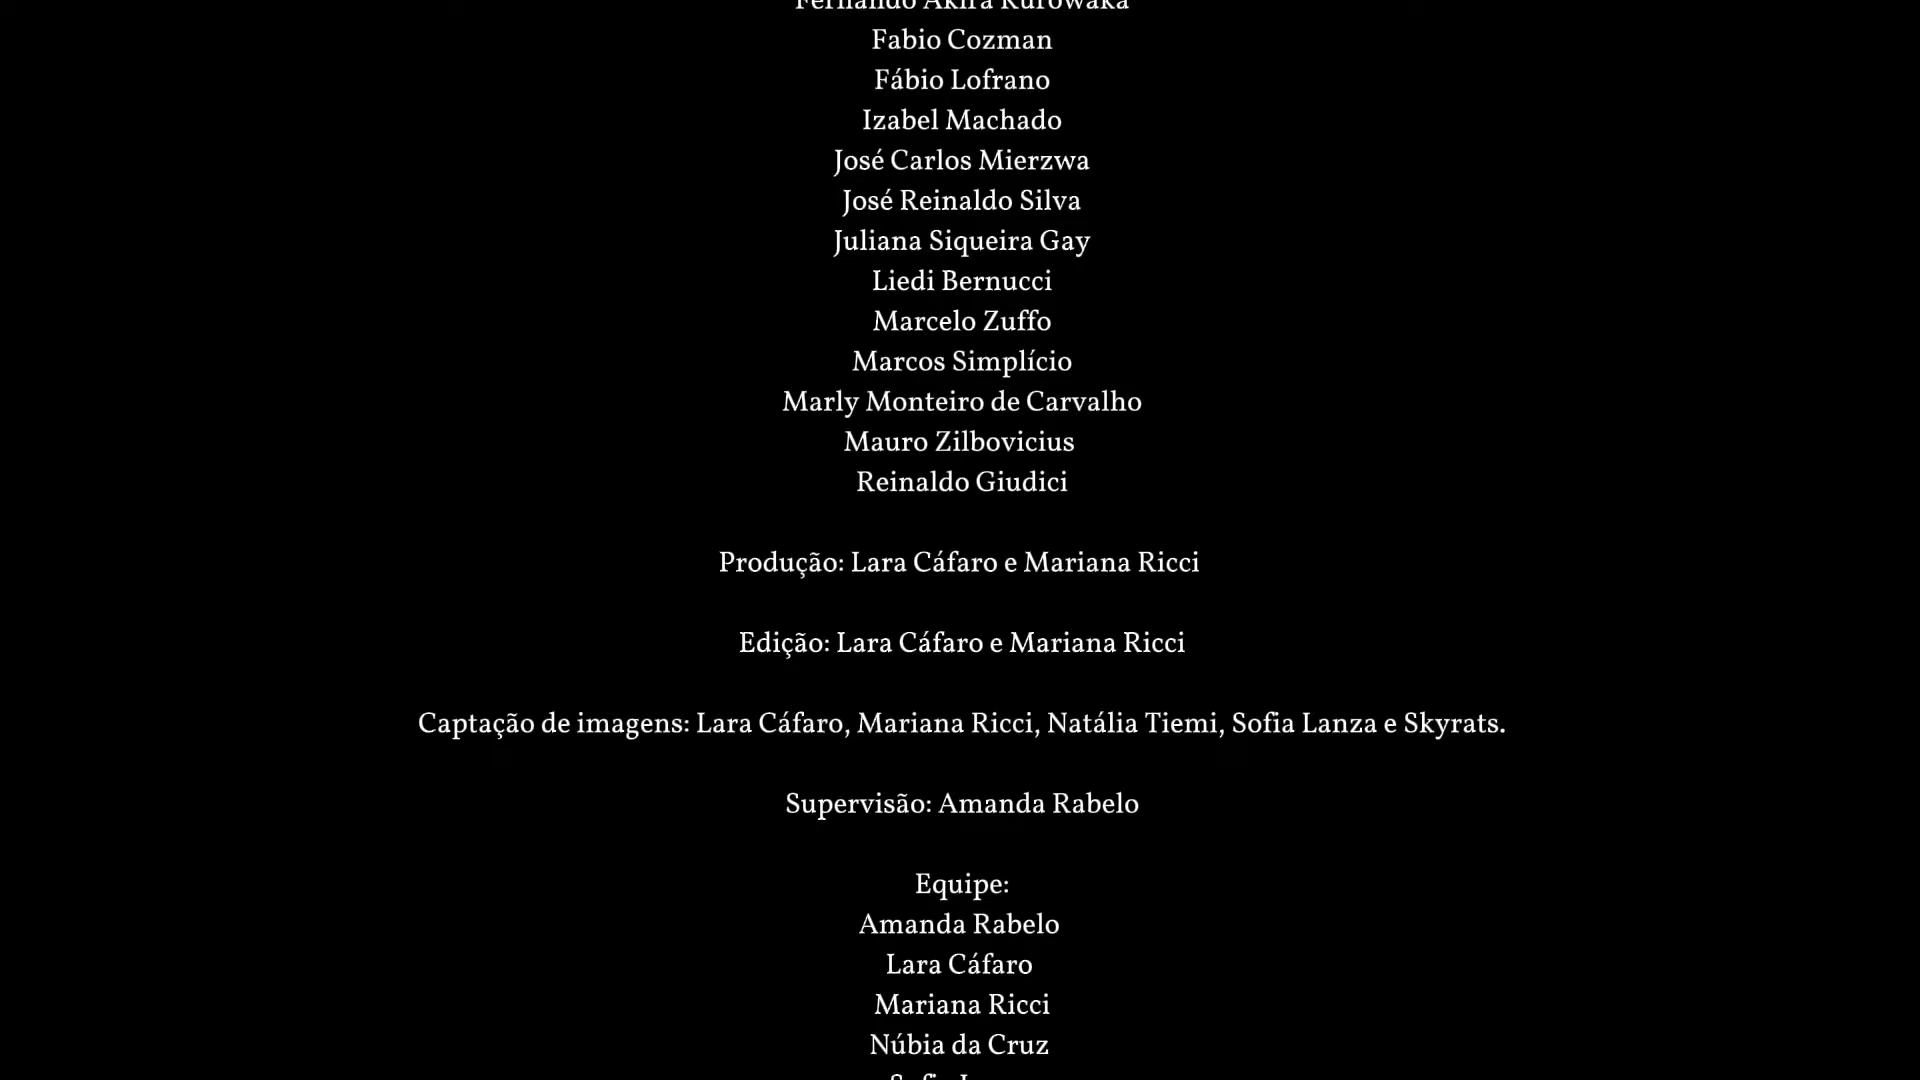 Fernando Akira Kurowaka
Fabio Cozman
Fábio Lofrano
Izabel Machado
José Carlos Mierzwa
José Reinaldo Silva
Juliana Siqueira Gay
Liedi Bernucci
Marcelo Zuffo
Marcos Simplício
Marly Monteiro de Carvalho
Mauro Zilbovicius
Reinaldo Giudici
Produção: Lara Cáfaro e Mariana Ricci
Edição: Lara Cáfaro e Mariana Ricci
Captação de imagens: Lara Cáfaro, Mariana Ricci, Natália Tiemi, Sofia Lanza e Skyrats.
Supervisão: Amanda Rabelo
Equipe:
Amanda Rabelo
Lara Cáfaro
Mariana Ricci
Núbia da Cruz